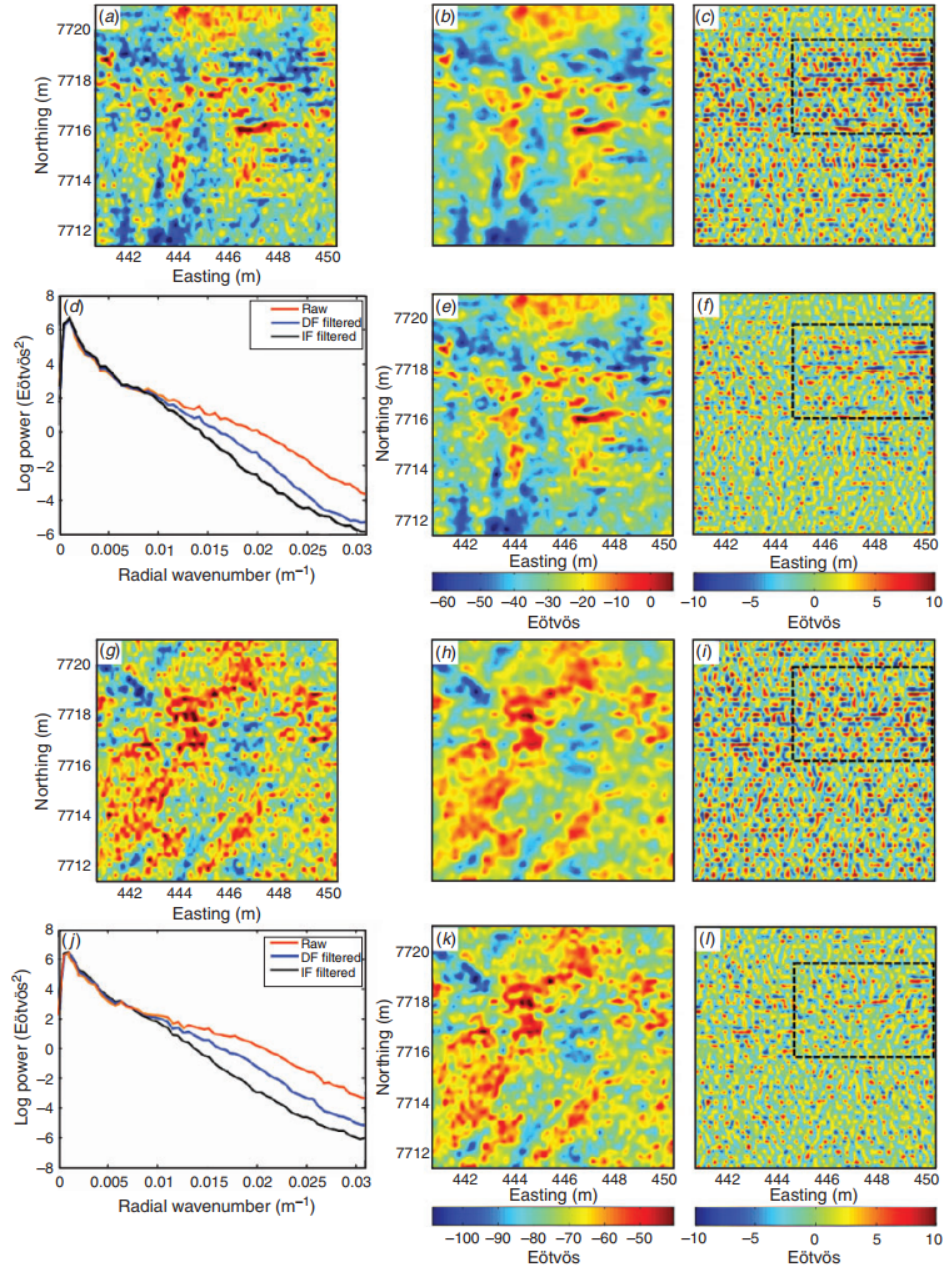 (a)
(b)
(c)
7720
7718
7716
7714
7712
Northing (m)
442 444 446 448 450
Easting (m)
(d)
Raw
DF filtered
IF filtered
8
6
4
2
0
−2
−4
−6
Log power (Eötvös²)
0 0.005 0.01 0.015 0.02 0.025 0.03
Radial wavenumber (m⁻¹)
(e)
(f)
7720
7718
7716
7714
7712
Northing (m)
442 444 446 448 450
Easting (m)
442 444 446 448 450
Easting (m)
−60 −50 −40 −30 −20 −10 0
Eötvös
−10 −5 0 5 10
Eötvös
(g)
(h)
(i)
7720
7718
7716
7714
7712
Northing (m)
442 444 446 448 450
Easting (m)
(j)
Raw
DF filtered
IF filtered
8
6
4
2
0
−2
−4
−6
−8
Log power (Eötvös²)
0 0.005 0.01 0.015 0.02 0.025 0.03
Radial wavenumber (m⁻¹)
(k)
(l)
7720
7718
7716
7714
7712
Northing (m)
442 444 446 448 450
Easting (m)
442 444 446 448 450
Easting (m)
−100 −90 −80 −70 −60 −50
Eötvös
−10 −5 0 5 10
Eötvös